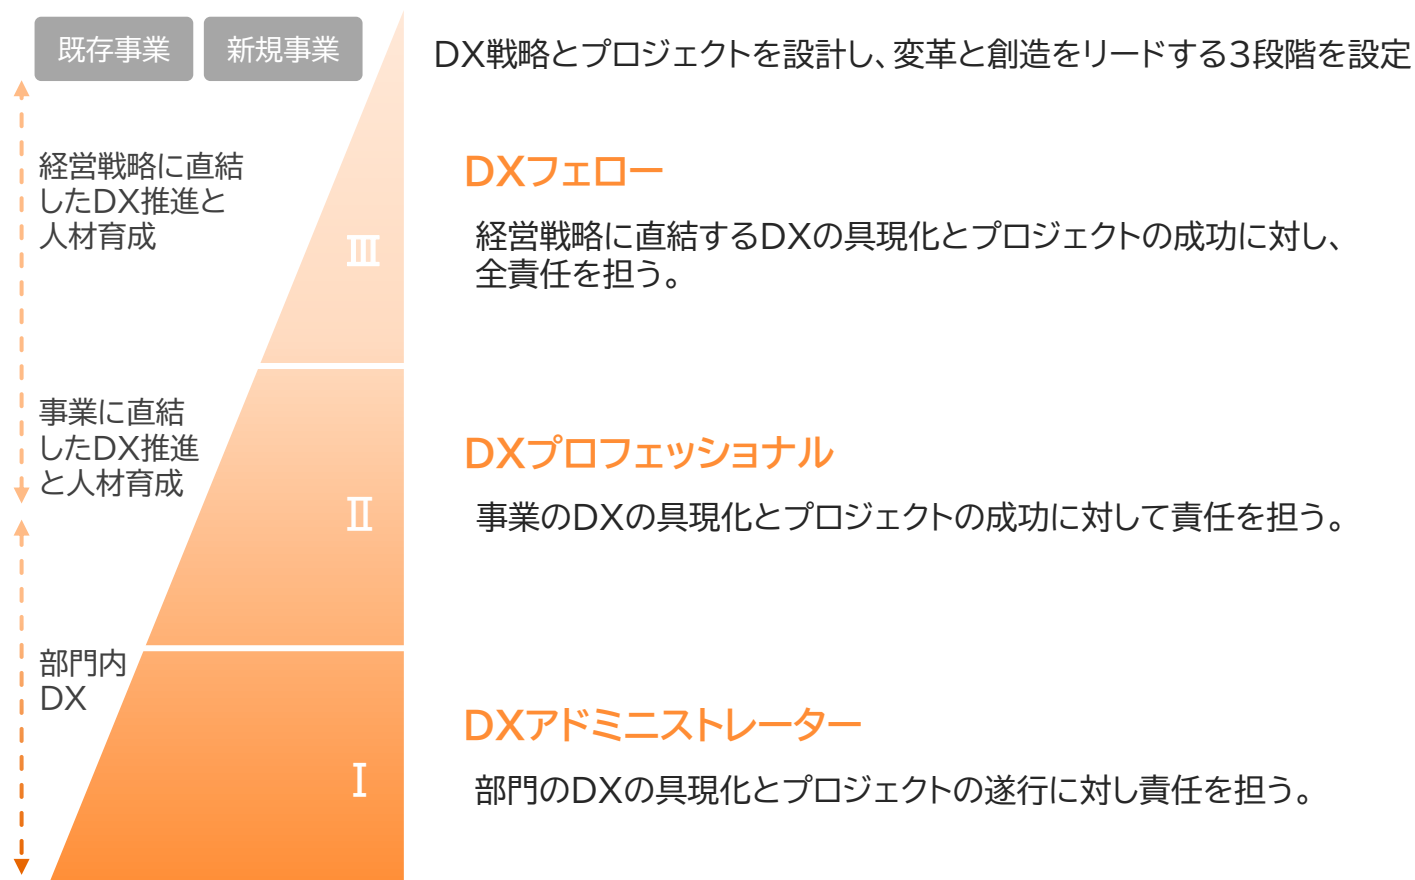 既存事業
新規事業
DX戦略とプロジェクトを設計し、変革と創造をリードする3段階を設定
経営戦略に直結
したDX推進と
人材育成
Ⅲ
DXフェロー
経営戦略に直結するDXの具現化とプロジェクトの成功に対し、
全責任を担う。
事業に直結
したDX推進
と人材育成
Ⅱ
DXプロフェッショナル
事業のDXの具現化とプロジェクトの成功に対して責任を担う。
部門内
DX
Ⅰ
DXアドミニストレーター
部門のDXの具現化とプロジェクトの遂行に対し責任を担う。